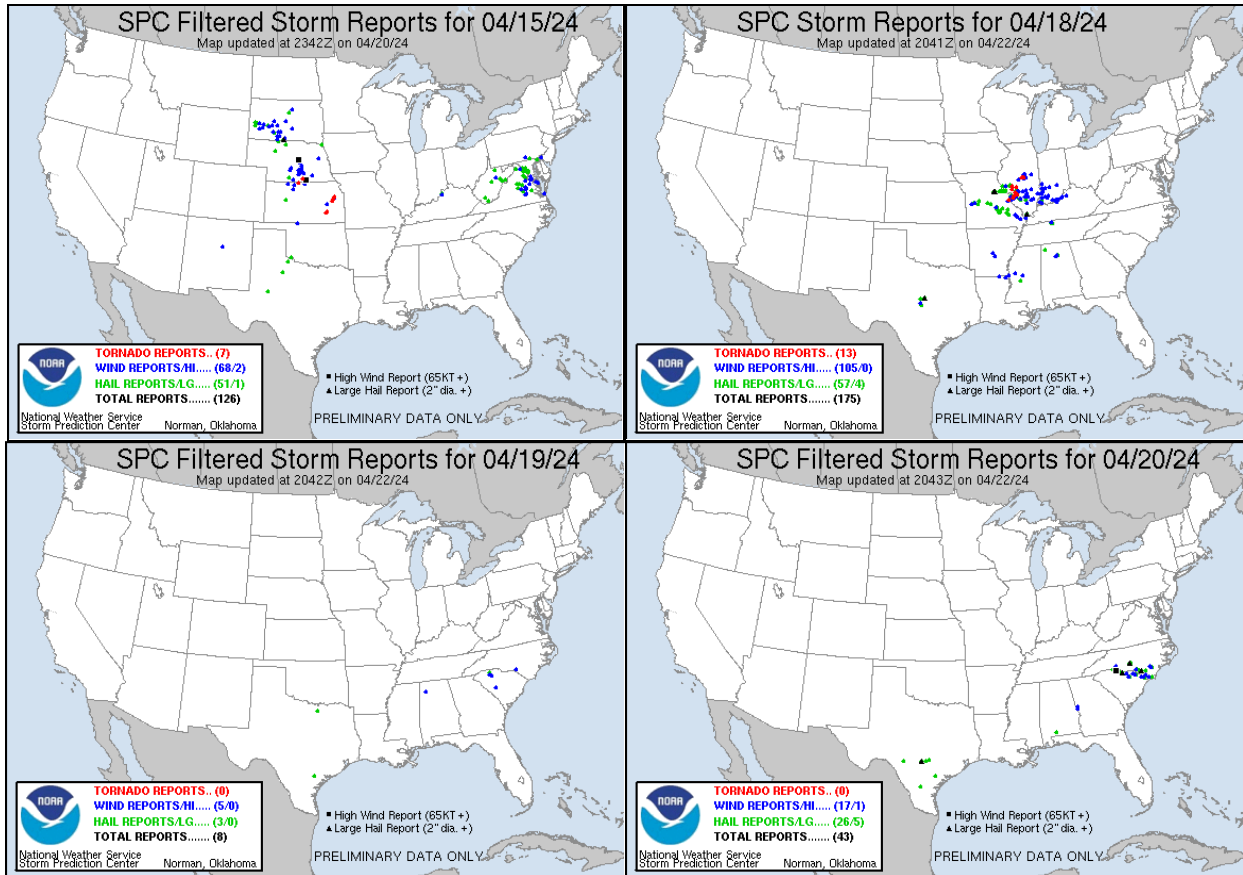 SPC Filtered Storm Reports for 04/15/24
Map updated at 2342Z on 04/20/24
NOAA
TORNADO REPORTS.. (7)
WIND REPORTS/HI..... (68/2)
HAIL REPORTS/LG..... (51/1)
TOTAL REPORTS....... (126)
National Weather Service
Storm Prediction Center Norman, Oklahoma
■ High Wind Report (65KT +)
▲ Large Hail Report (2" dia. +)
PRELIMINARY DATA ONLY
SPC Storm Reports for 04/18/24
Map updated at 2041Z on 04/22/24
NOAA
TORNADO REPORTS.. (13)
WIND REPORTS/HI..... (105/0)
HAIL REPORTS/LG..... (57/4)
TOTAL REPORTS....... (175)
National Weather Service
Storm Prediction Center Norman, Oklahoma
■ High Wind Report (65KT +)
▲ Large Hail Report (2" dia. +)
PRELIMINARY DATA ONLY
SPC Filtered Storm Reports for 04/19/24
Map updated at 2042Z on 04/22/24
NOAA
TORNADO REPORTS.. (0)
WIND REPORTS/HI..... (5/0)
HAIL REPORTS/LG..... (3/0)
TOTAL REPORTS....... (8)
National Weather Service
Storm Prediction Center Norman, Oklahoma
■ High Wind Report (65KT +)
▲ Large Hail Report (2" dia. +)
PRELIMINARY DATA ONLY
SPC Filtered Storm Reports for 04/20/24
Map updated at 2043Z on 04/22/24
NOAA
TORNADO REPORTS.. (0)
WIND REPORTS/HI..... (17/1)
HAIL REPORTS/LG..... (26/5)
TOTAL REPORTS....... (43)
National Weather Service
Storm Prediction Center Norman, Oklahoma
■ High Wind Report (65KT +)
▲ Large Hail Report (2" dia. +)
PRELIMINARY DATA ONLY